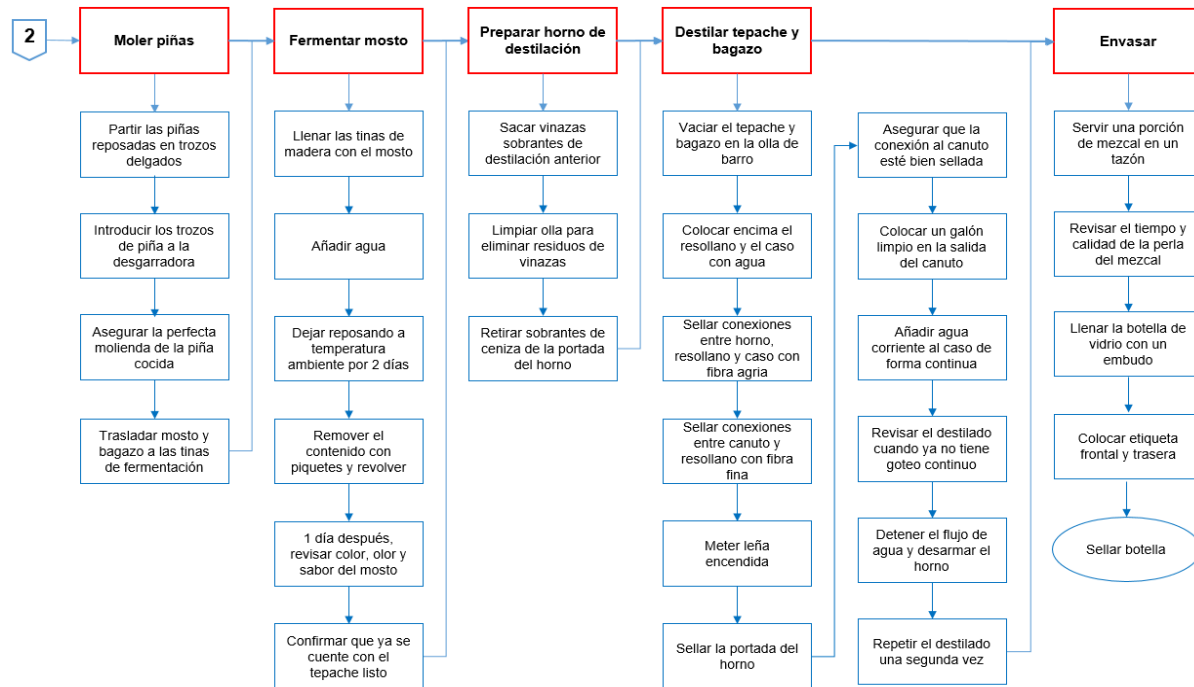 2
Moler piñas
Partir las piñas
reposadas en trozos
delgados
Introducir los trozos
de piña a la
desgarradora
Asegurar la perfecta
molienda de la piña
cocida
Trasladar mosto y
bagazo a las tinas
de fermentación
Fermentar mosto
Llenar las tinas de
madera con el mosto
Añadir agua
Dejar reposando a
temperatura
ambiente por 2 días
Remover el
contenido con
piquetes y revolver
1 día después,
revisar color, olor y
sabor del mosto
Confirmar que ya se
cuente con el
tepache listo
Preparar horno de
destilación
Sacar vinazas
sobrantes de
destilación anterior
Limpiar olla para
eliminar residuos de
vinazas
Retirar sobrantes de
ceniza de la portada
del horno
Destilar tepache y
bagazo
Vaciar el tepache y
bagazo en la olla de
barro
Colocar encima el
resollano y el caso
con agua
Sellar conexiones
entre horno,
resollano y caso con
fibra agria
Sellar conexiones
entre canuto y
resollano con fibra
fina
Meter leña
encendida
Sellar la portada del
horno
Asegurar que la
conexión al canuto
esté bien sellada
Colocar un galón
limpio en la salida
del canuto
Añadir agua
corriente al caso de
forma continua
Revisar el destilado
cuando ya no tiene
goteo continuo
Detener el flujo de
agua y desarmar el
horno
Repetir el destilado
una segunda vez
Envasar
Servir una porción
de mezcal en un
tazón
Revisar el tiempo y
calidad de la perla
del mezcal
Llenar la botella de
vidrio con un
embudo
Colocar etiqueta
frontal y trasera
Sellar botella